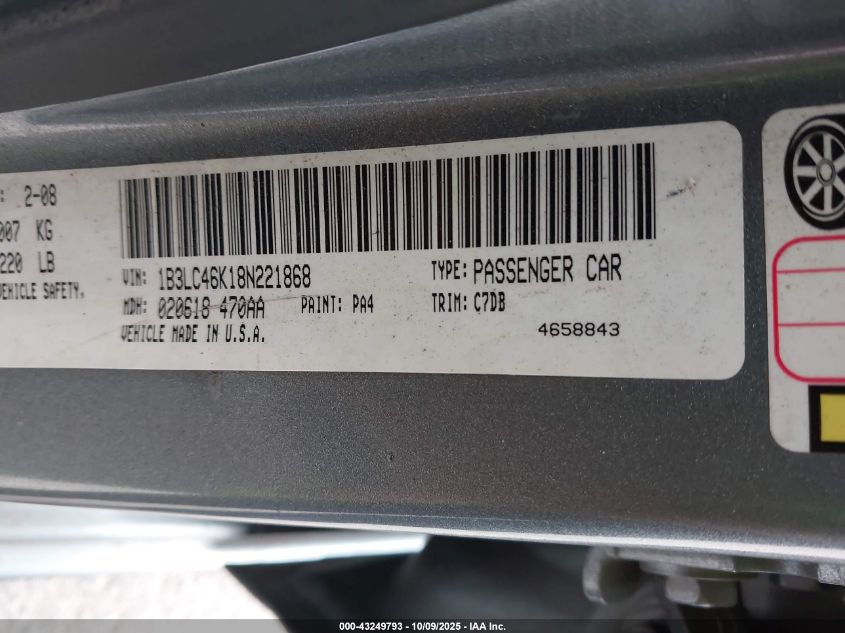 : 2-08
007 KG
220 LB
VEHICLE SAFETY.
VIN: 1B3LC46K18N221868
TYPE: PASSENGER CAR
MDH: 020618 470AA
PAINT: PA4
TRIM: C7DB
VEHICLE MADE IN U.S.A.
4658843
000-43249793 - 10/09/2025 - IAA Inc.